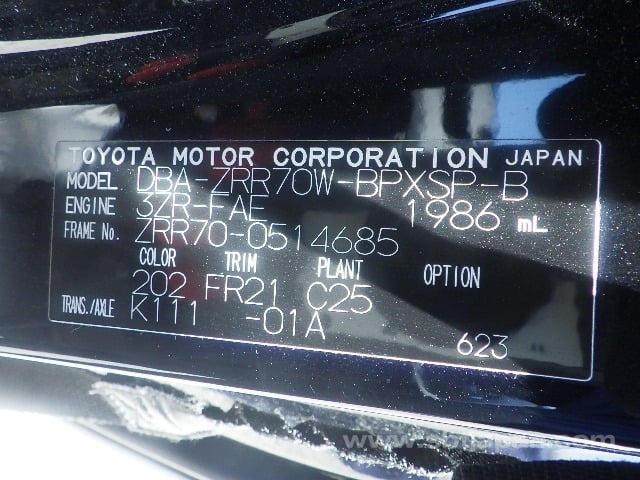 TOYOTA MOTOR CORPORATION JAPAN
MODEL DBA-ZRR70W-BPXSP-B
ENGINE 3ZR-FAE 1986 mL
FRAME No. ZRR70-0514685
COLOR TRIM PLANT OPTION
202 FR21 C25
TRANS./AXLE K111 -01A
623